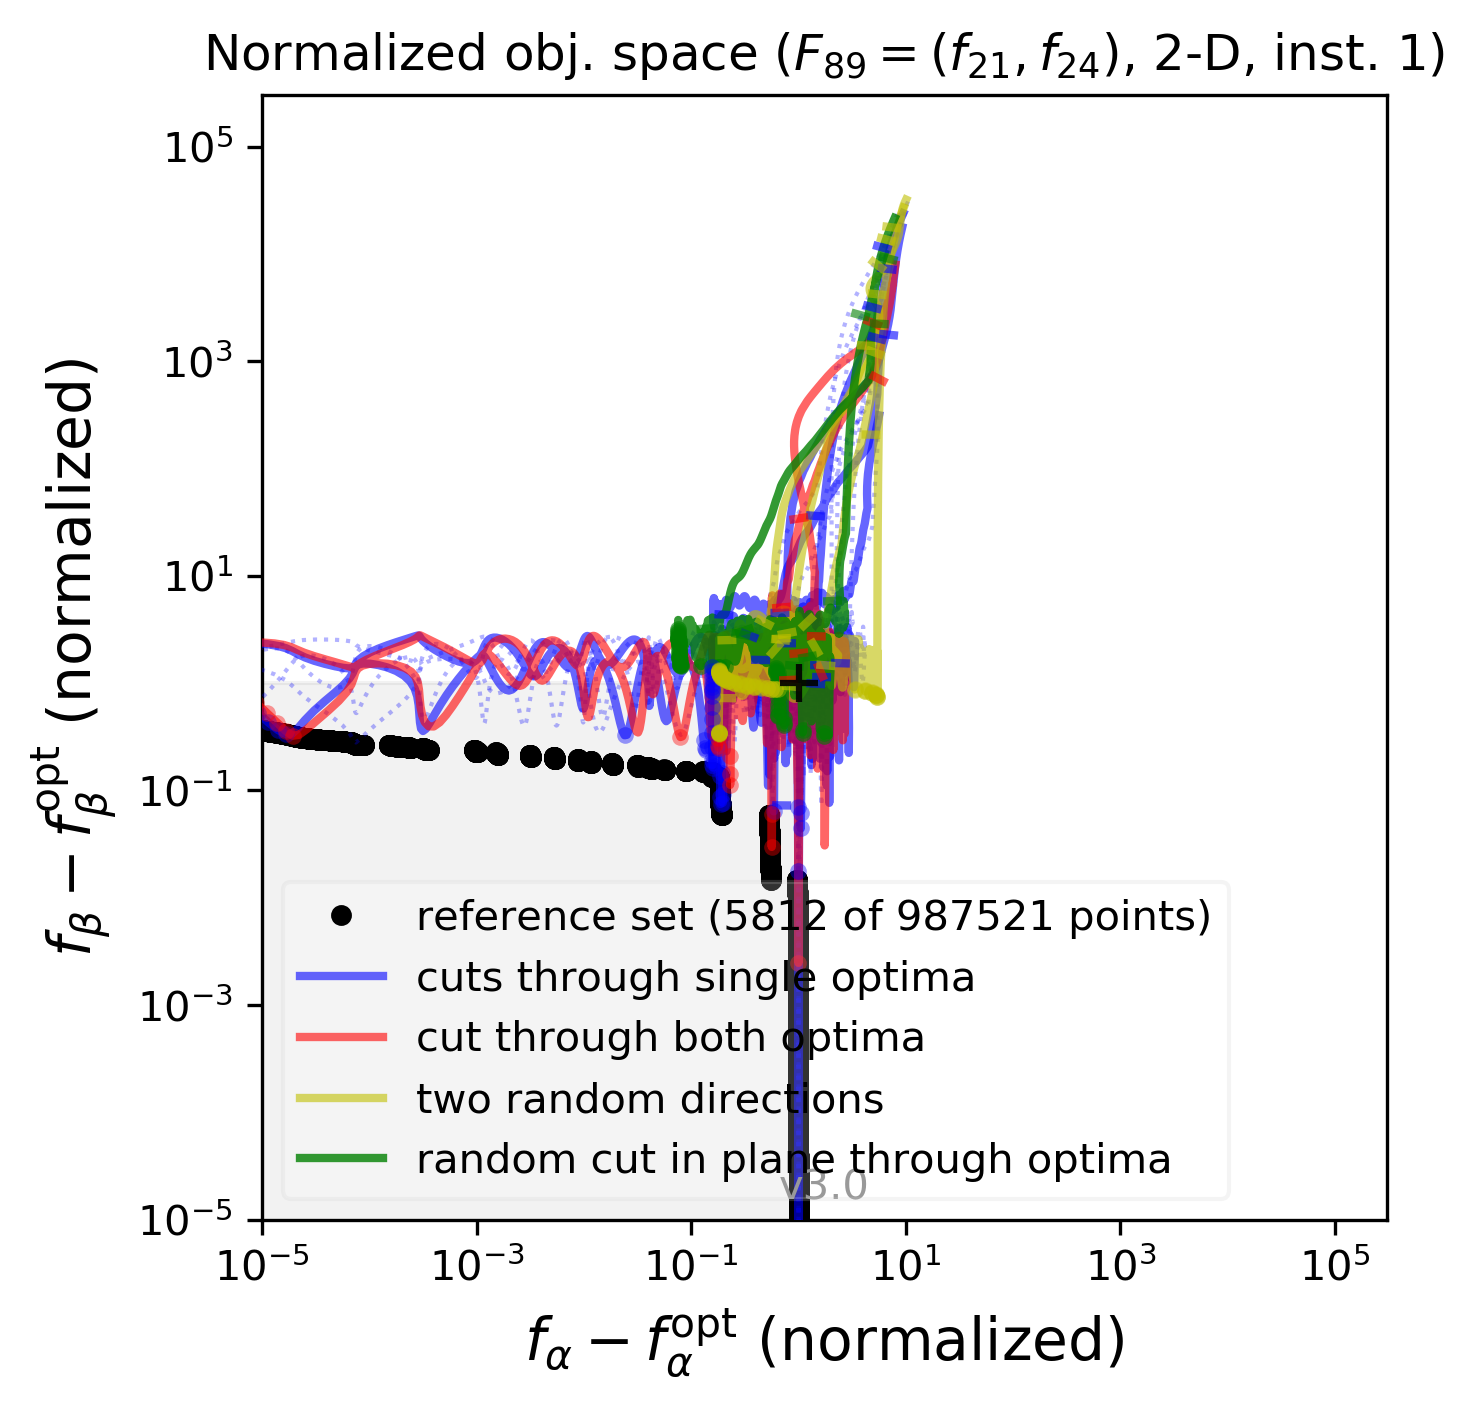 Normalized obj. space (F₈₉ = (f₂₁, f₂₄), 2-D, inst. 1)
f_β − f_β^opt (normalized)
10⁵
10³
10¹
10⁻¹
10⁻³
10⁻⁵
reference set (5812 of 987521 points)
cuts through single optima
cut through both optima
two random directions
random cut in plane through optima
v3.0
10⁻⁵ 10⁻³ 10⁻¹ 10¹ 10³ 10⁵
f_α − f_α^opt (normalized)